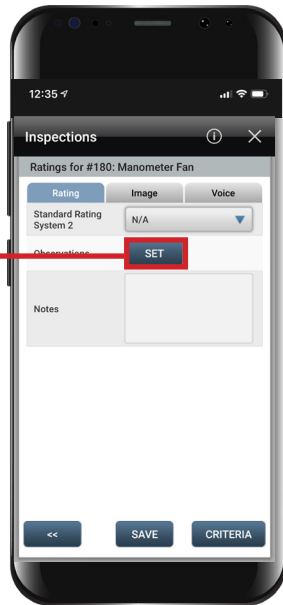 12:35
Inspections
Ratings for #180: Manometer Fan
Rating Image Voice
Standard Rating
System 2
N/A
Observations SET
Notes
<< SAVE CRITERIA